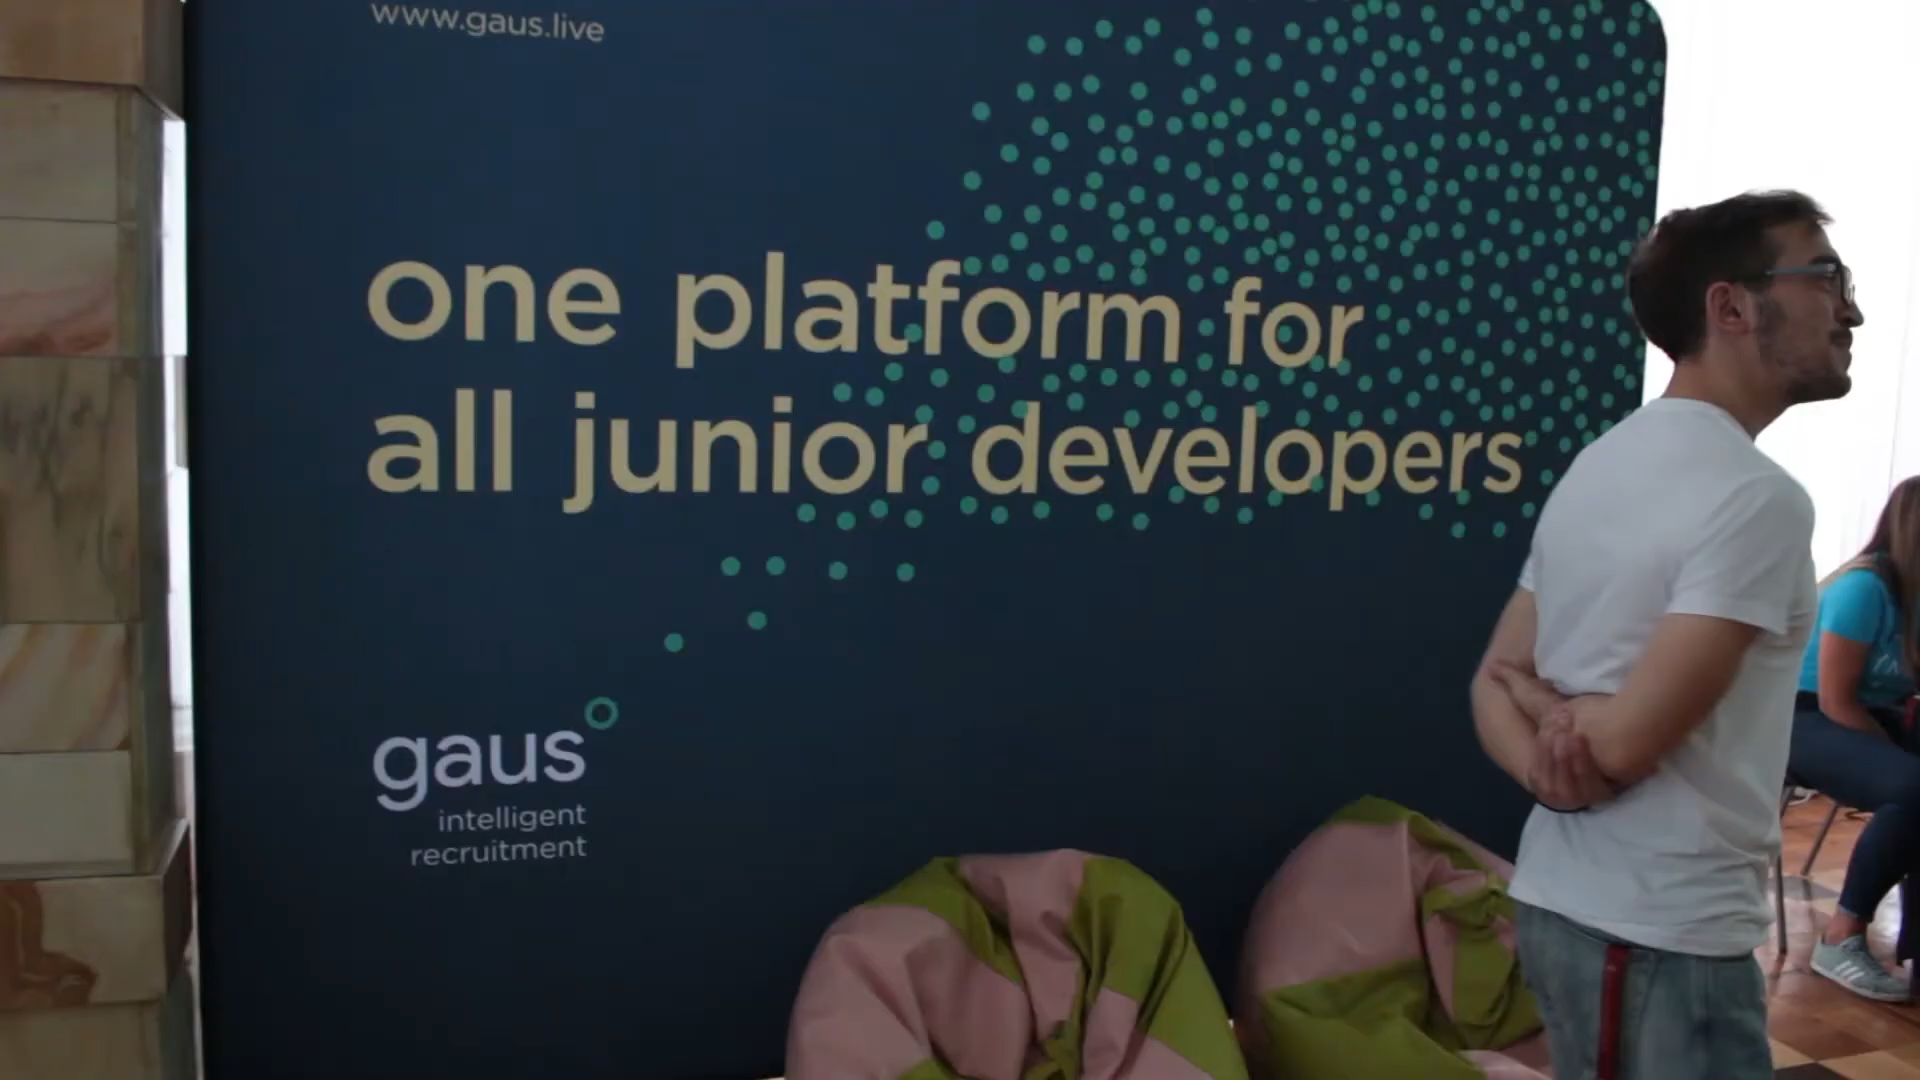 www.gaus.live
one platform for
all junior developers
gaus
intelligent
recruitment